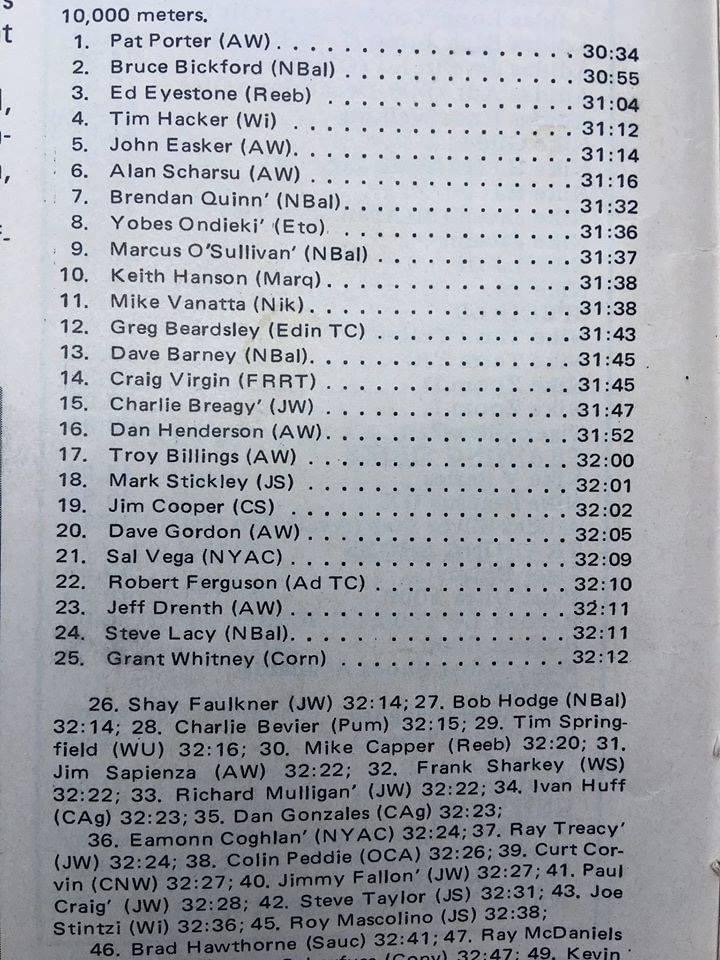 10,000 meters.
1. Pat Porter (AW) . . . . . . . . . . . . . . . . . . 30:34
2. Bruce Bickford (NBal) . . . . . . . . . . . . . . 30:55
3. Ed Eyestone (Reeb) . . . . . . . . . . . . . . . 31:04
4. Tim Hacker (Wi) . . . . . . . . . . . . . . . . . 31:12
5. John Easker (AW). . . . . . . . . . . . . . . . . 31:14
6. Alan Scharsu (AW) . . . . . . . . . . . . . . . . 31:16
7. Brendan Quinn' (NBal). . . . . . . . . . . . . . 31:32
8. Yobes Ondieki' (Eto) . . . . . . . . . . . . . . . 31:36
9. Marcus O'Sullivan' (NBal) . . . . . . . . . . . . 31:37
10. Keith Hanson (Marq). . . . . . . . . . . . . . . 31:38
11. Mike Vanatta (Nik). . . . . . . . . . . . . . . . 31:38
12. Greg Beardsley (Edin TC) . . . . . . . . . . . . 31:43
13. Dave Barney (NBal). . . . . . . . . . . . . . . . 31:45
14. Craig Virgin (FRRT) . . . . . . . . . . . . . . . 31:45
15. Charlie Breagy' (JW) . . . . . . . . . . . . . . . 31:47
16. Dan Henderson (AW). . . . . . . . . . . . . . . 31:52
17. Troy Billings (AW) . . . . . . . . . . . . . . . . 32:00
18. Mark Stickley (JS) . . . . . . . . . . . . . . . . 32:01
19. Jim Cooper (CS) . . . . . . . . . . . . . . . . . 32:02
20. Dave Gordon (AW) . . . . . . . . . . . . . . . . 32:05
21. Sal Vega (NYAC) . . . . . . . . . . . . . . . . . 32:09
22. Robert Ferguson (Ad TC) . . . . . . . . . . . . 32:10
23. Jeff Drenth (AW) . . . . . . . . . . . . . . . . . 32:11
24. Steve Lacy (NBal). . . . . . . . . . . . . . . . . 32:11
25. Grant Whitney (Corn) . . . . . . . . . . . . . . 32:12
26. Shay Faulkner (JW) 32:14; 27. Bob Hodge (NBal)
32:14; 28. Charlie Bevier (Pum) 32:15; 29. Tim Spring-
field (WU) 32:16; 30. Mike Capper (Reeb) 32:20; 31.
Jim Sapienza (AW) 32:22; 32. Frank Sharkey (WS)
32:22; 33. Richard Mulligan' (JW) 32:22; 34. Ivan Huff
(CAg) 32:23; 35. Dan Gonzales (CAg) 32:23;
36. Eamonn Coghlan' (NYAC) 32:24; 37. Ray Treacy'
(JW) 32:24; 38. Colin Peddie (OCA) 32:26; 39. Curt Cor-
vin (CNW) 32:27; 40. Jimmy Fallon' (JW) 32:27; 41. Paul
Craig' (JW) 32:28; 42. Steve Taylor (JS) 32:31; 43. Joe
Stintzi (Wi) 32:36; 45. Roy Mascolino (JS) 32:38;
46. Brad Hawthorne (Sauc) 32:41; 47. Ray McDaniels
32:47; 49. Kevin